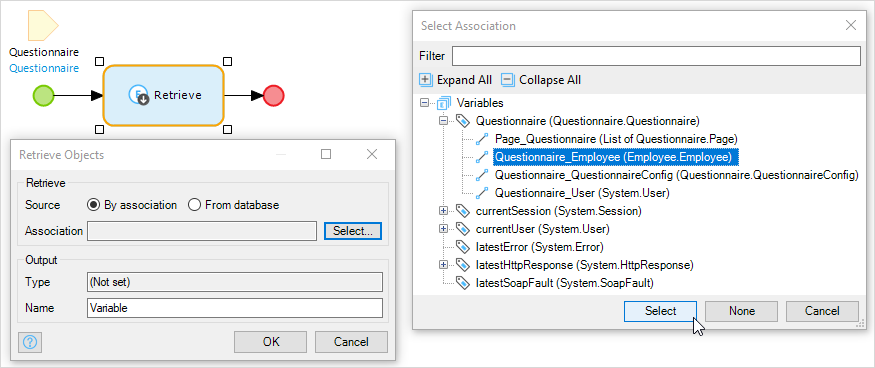 Questionnaire
Questionnaire
Retrieve
Retrieve Objects
Retrieve
Source By association From database
Association Select...
Output
Type (Not set)
Name Variable
? OK Cancel
Select Association
Filter
Expand All Collapse All
Variables
Questionnaire (Questionnaire.Questionnaire)
Page_Questionnaire (List of Questionnaire.Page)
Questionnaire_Employee (Employee.Employee)
Questionnaire_QuestionnaireConfig (Questionnaire.QuestionnaireConfig)
Questionnaire_User (System.User)
currentSession (System.Session)
currentUser (System.User)
latestError (System.Error)
latestHttpResponse (System.HttpResponse)
latestSoapFault (System.SoapFault)
Select None Cancel